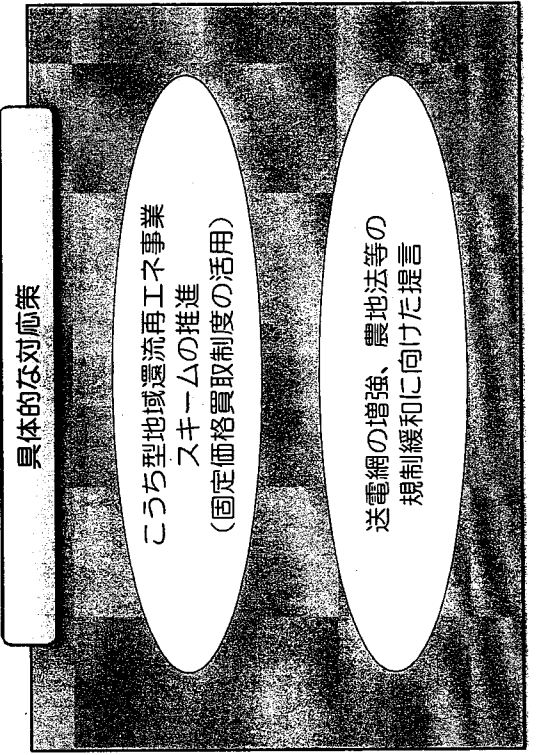 具体的な対応策
こうち型地域還流再エネ事業
スキームの推進
(固定価格買取制度の活用)
送電網の増強、農地法等の
規制緩和に向けた提言